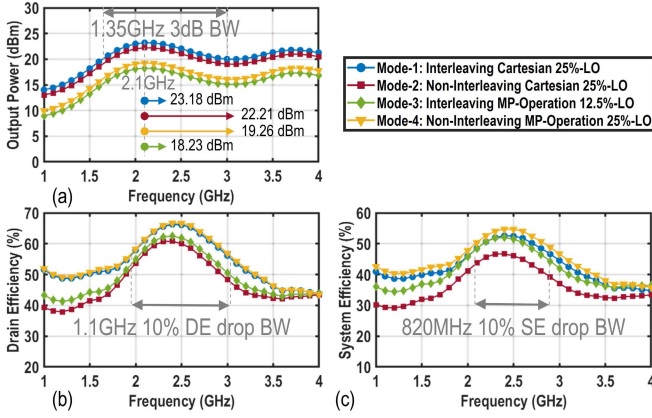 1.35GHz 3dB BW
2.1GHz
23.18 dBm
22.21 dBm
19.26 dBm
18.23 dBm
Output Power (dBm)
35
30
25
20
15
10
5
0
1 1.5 2 2.5 3 3.5 4
(a)
Frequency (GHz)
Mode-1: Interleaving Cartesian 25%-LO
Mode-2: Non-Interleaving Cartesian 25%-LO
Mode-3: Interleaving MP-Operation 12.5%-LO
Mode-4: Non-Interleaving MP-Operation 25%-LO
Drain Efficiency (%)
70
60
50
40
30
20
1.1GHz 10% DE drop BW
1 1.5 2 2.5 3 3.5 4
(b)
Frequency (GHz)
System Efficiency (%)
60
50
40
30
20
10
820MHz 10% SE drop BW
1 1.5 2 2.5 3 3.5 4
(c)
Frequency (GHz)